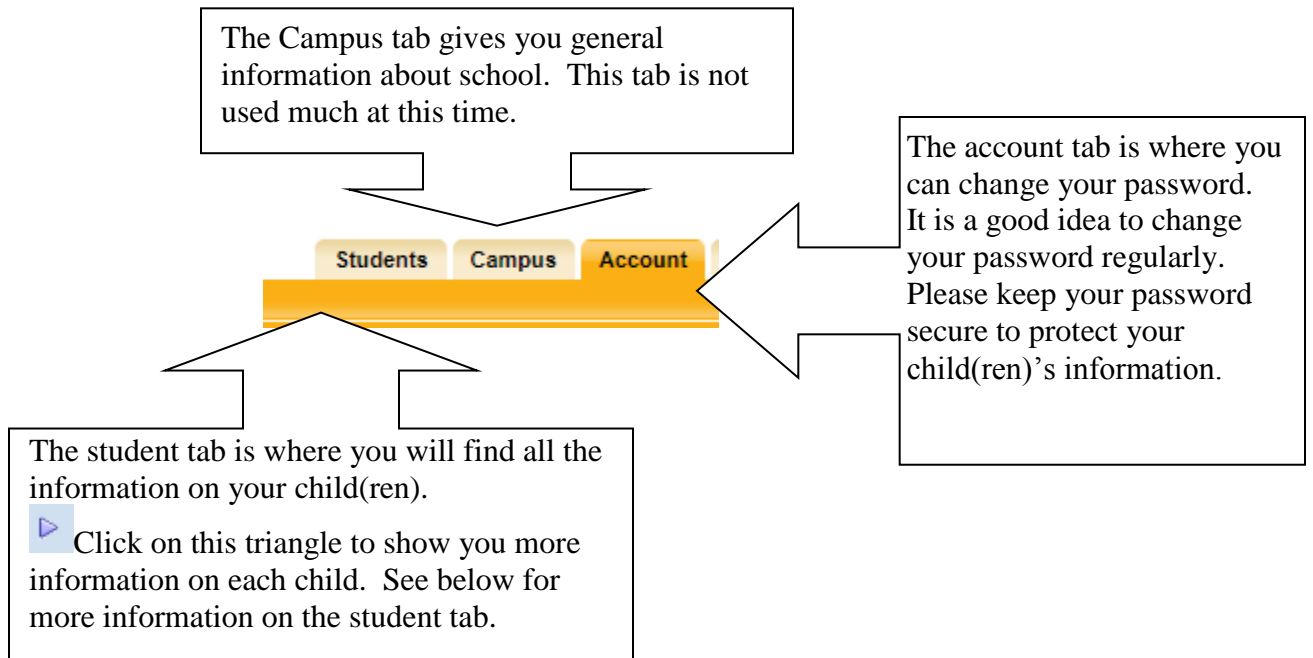 The Campus tab gives you general
information about school.  This tab is not
used much at this time.
The account tab is where you
can change your password.
It is a good idea to change
your password regularly.
Please keep your password
secure to protect your
child(ren)’s information.
Students Campus Account
The student tab is where you will find all the
information on your child(ren).
Click on this triangle to show you more
information on each child.  See below for
more information on the student tab.